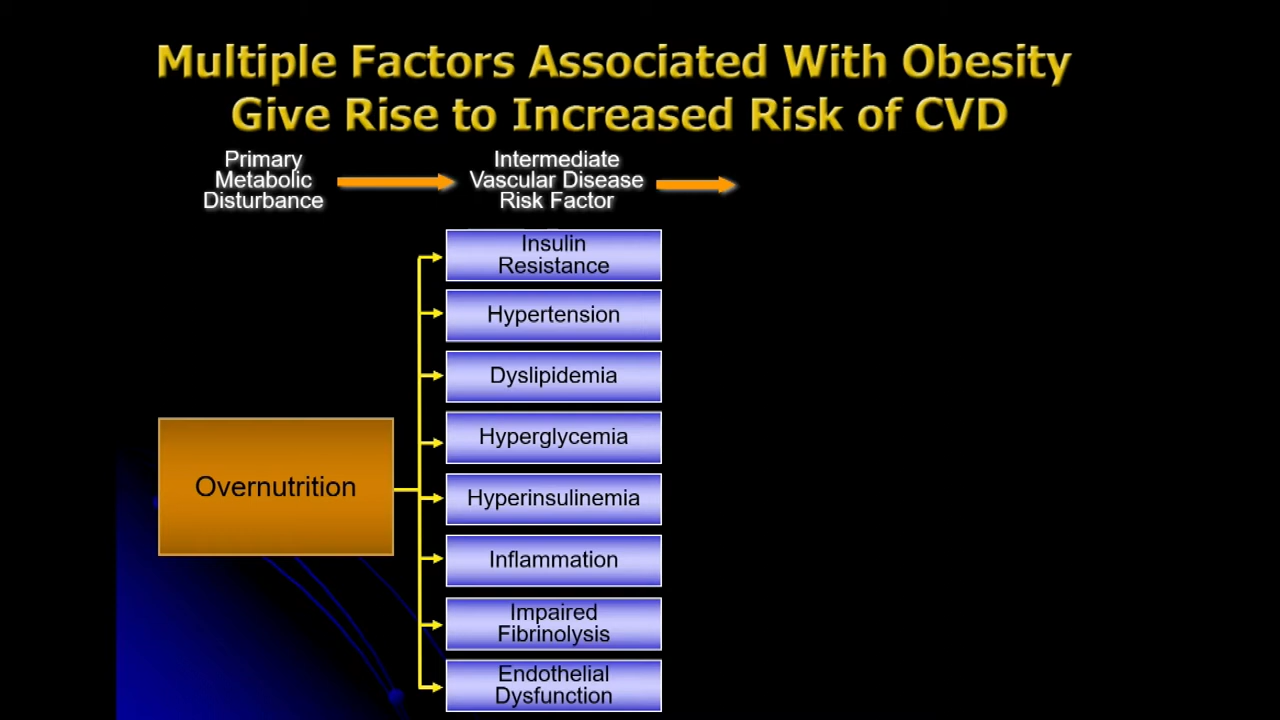 Multiple Factors Associated With Obesity
Give Rise to Increased Risk of CVD
Primary
Metabolic
Disturbance
Intermediate
Vascular Disease
Risk Factor
Insulin
Resistance
Hypertension
Dyslipidemia
Hyperglycemia
Overnutrition
Hyperinsulinemia
Inflammation
Impaired
Fibrinolysis
Endothelial
Dysfunction